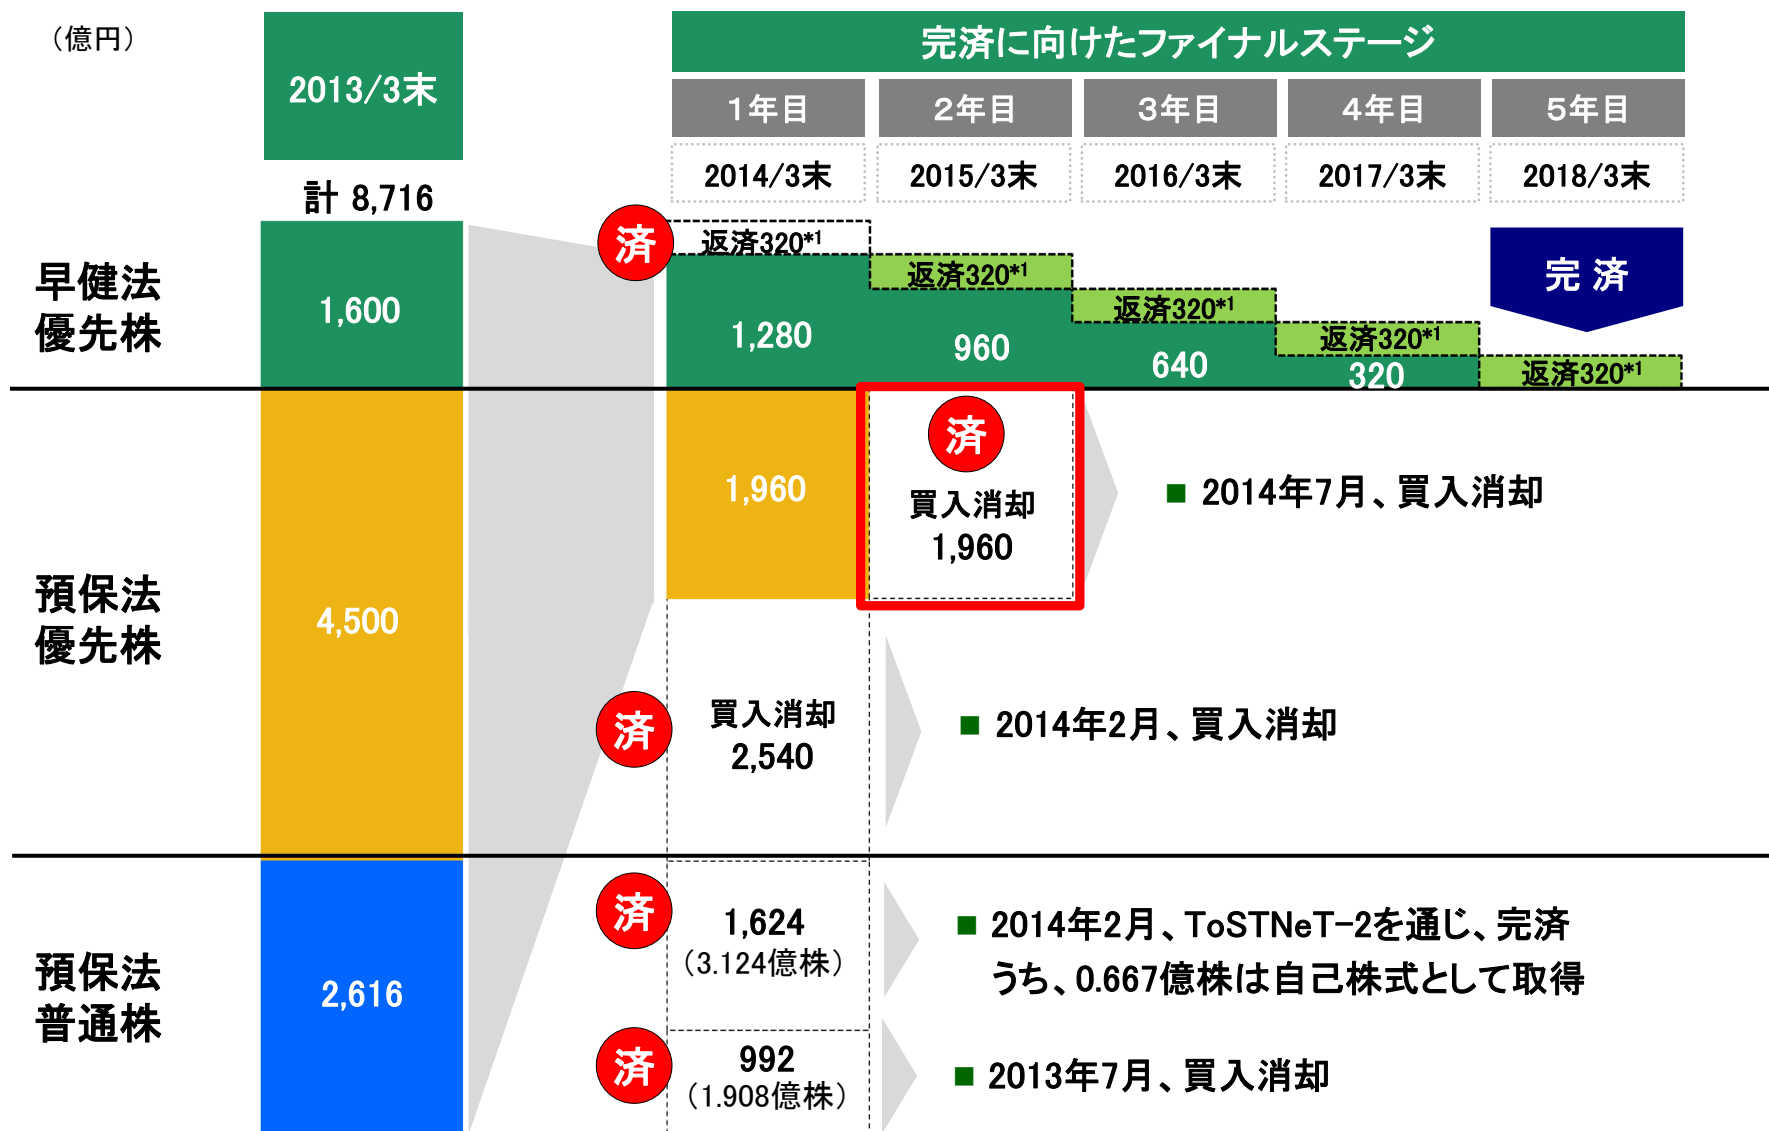 （億円）
2013/3末
完済に向けたファイナルステージ
1年目
2年目
3年目
4年目
5年目
2014/3末
2015/3末
2016/3末
2017/3末
2018/3末
計 8,716
早健法
優先株
1,600
済
返済320*1
1,280
返済320*1
960
返済320*1
640
返済320*1
320
返済320*1
完 済
預保法
優先株
4,500
1,960
済
買入消却
1,960
■ 2014年7月、買入消却
済
買入消却
2,540
■ 2014年2月、買入消却
預保法
普通株
2,616
済
1,624
（3.124億株）
■ 2014年2月、ToSTNeT-2を通じ、完済
うち、0.667億株は自己株式として取得
済
992
（1.908億株）
■ 2013年7月、買入消却